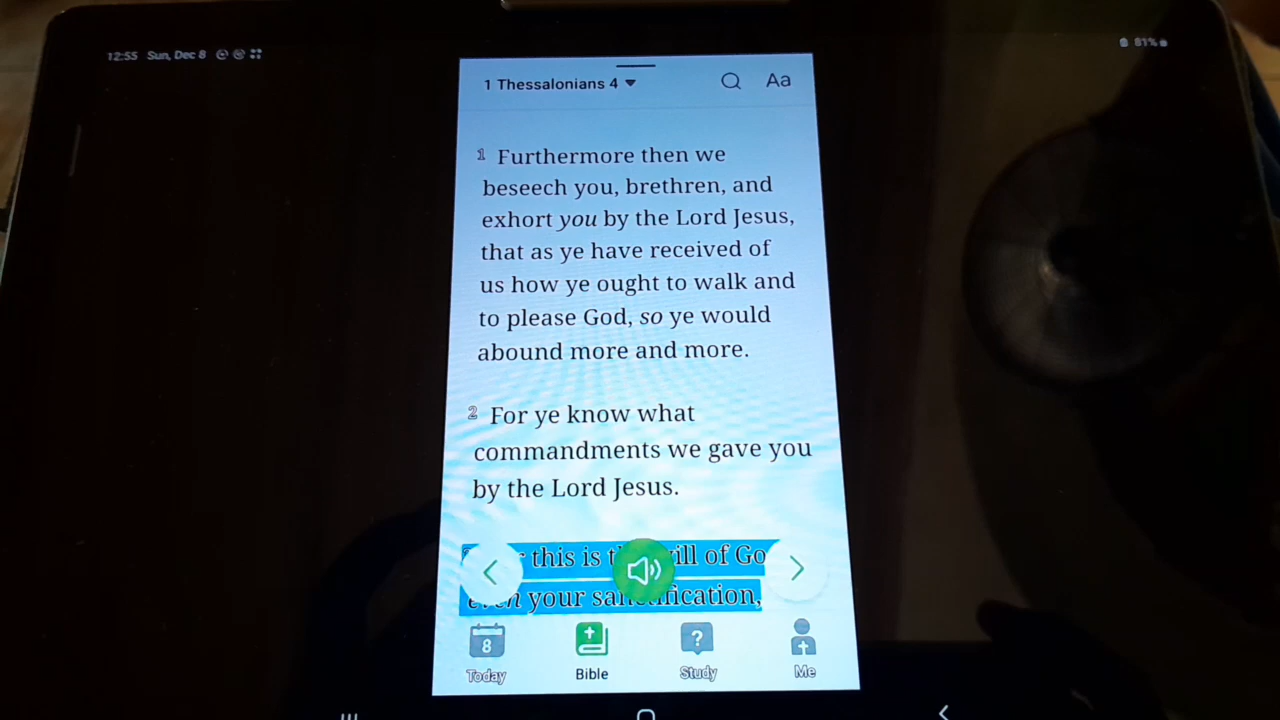 12:55 Sun, Dec 8
81%
1 Thessalonians 4
Aa
1 Furthermore then we
beseech you, brethren, and
exhort you by the Lord Jesus,
that as ye have received of
us how ye ought to walk and
to please God, so ye would
abound more and more.
2 For ye know what
commandments we gave you
by the Lord Jesus.
this is will of
your
8
?
Today
Bible
Study
Me